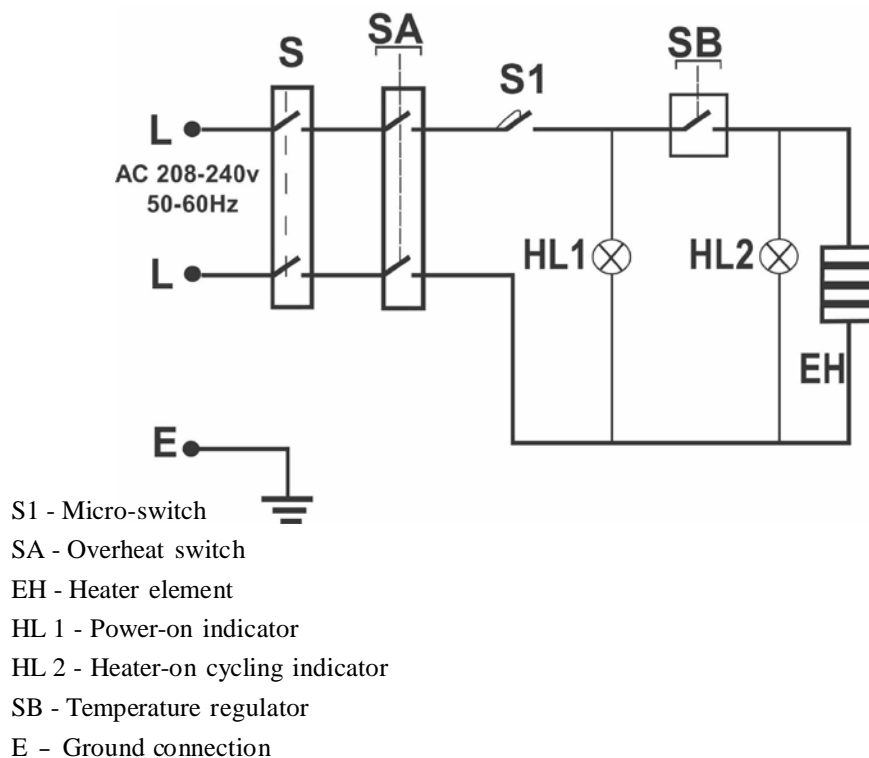 S
SA
S1
SB
L
AC 208-240v
50-60Hz
HL1
HL2
L
EH
E
S1 - Micro-switch
SA - Overheat switch
EH - Heater element
HL 1 - Power-on indicator
HL 2 - Heater-on cycling indicator
SB - Temperature regulator
E – Ground connection